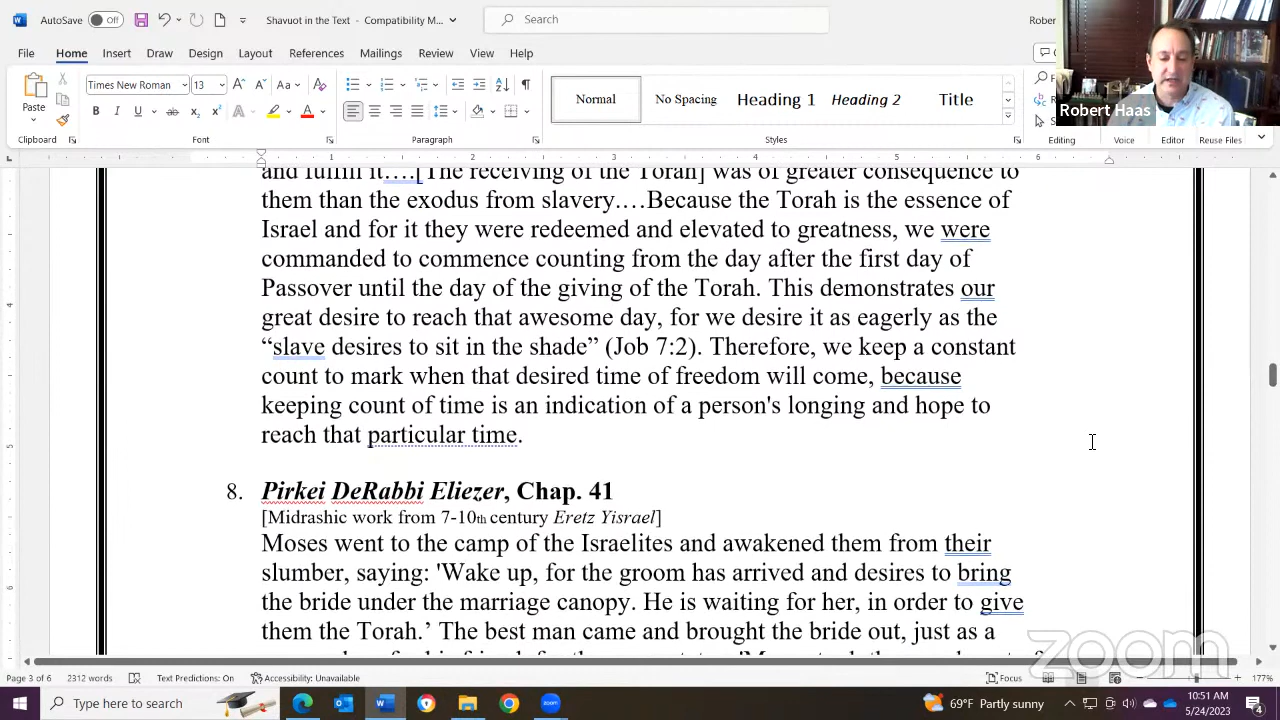 AutoSave Off Shavuot in the Text - Compatibility Mo... Search Rober
File Home Insert Draw Design Layout References Mailings Review View Help
Times New Roman 13
Paste B I U ab x₂ x² A A
Normal No Spacing Heading 1 Heading 2 Title
Robert Haas
Clipboard Font Paragraph Styles Editing Voice Editor Reuse Files
1 2 3 4 5 6
and fulfill it….[The receiving of the Torah] was of greater consequence to
them than the exodus from slavery.…Because the Torah is the essence of
Israel and for it they were redeemed and elevated to greatness, we were
commanded to commence counting from the day after the first day of
Passover until the day of the giving of the Torah. This demonstrates our
great desire to reach that awesome day, for we desire it as eagerly as the
“slave desires to sit in the shade” (Job 7:2). Therefore, we keep a constant
count to mark when that desired time of freedom will come, because
keeping count of time is an indication of a person's longing and hope to
reach that particular time.
8. Pirkei DeRabbi Eliezer, Chap. 41
[Midrashic work from 7-10th century Eretz Yisrael]
Moses went to the camp of the Israelites and awakened them from their
slumber, saying: 'Wake up, for the groom has arrived and desires to bring
the bride under the marriage canopy. He is waiting for her, in order to give
them the Torah.’ The best man came and brought the bride out, just as a
zoom
Page 3 of 6 2312 words Text Predictions: On Accessibility: Unavailable Focus 177%
Type here to search zoom 69°F Partly sunny 10:51 AM
5/24/2023 4